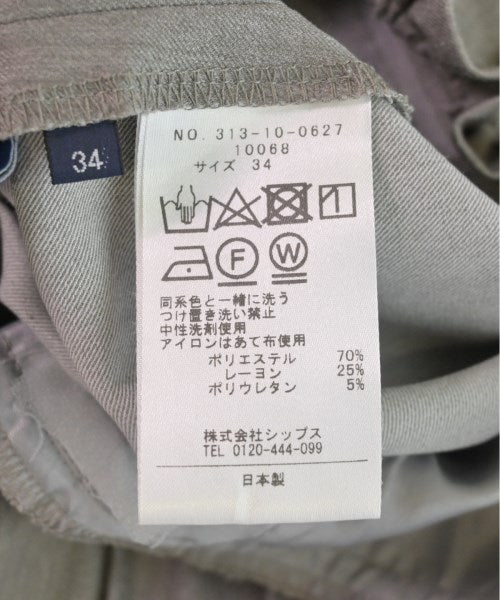 34
NO. 313-10-0627
10068
サイズ 34
F
W
同系色と一緒に洗う
つけ置き洗い禁止
中性洗剤使用
アイロンはあて布使用
ポリエステル 70%
レーヨン 25%
ポリウレタン 5%
株式会社シップス
TEL 0120-444-099
日本製